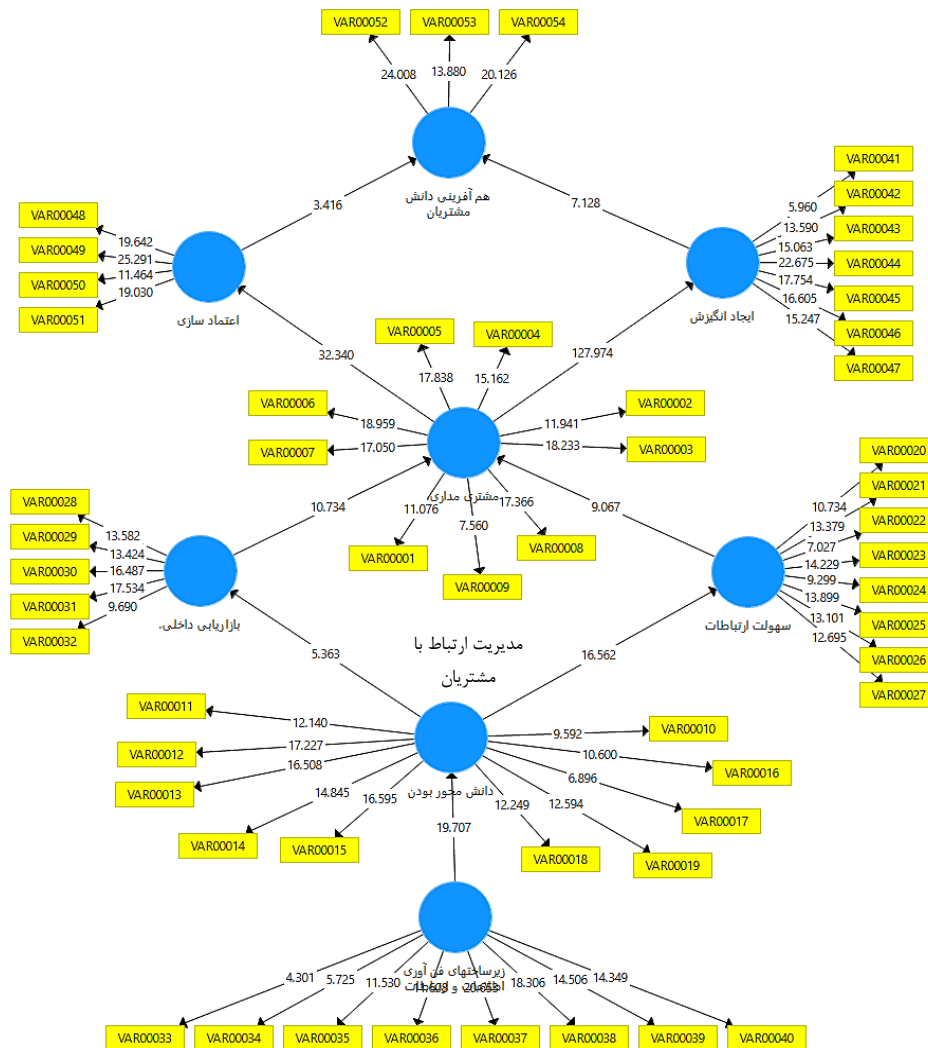 VAR00052 VAR00053 VAR00054
24.008 13.880 20.126
هم آفرینی دانش
مشتریان
3.416 7.128
VAR00048
VAR00049
VAR00050
VAR00051
19.642
25.291
11.464
19.030
اعتماد سازی
VAR00041
VAR00042
VAR00043
VAR00044
VAR00045
VAR00046
VAR00047
5.960
13.590
15.063
22.675
17.754
16.605
15.247
ایجاد انگیزش
32.340 127.974
VAR00005 VAR00004
17.838 15.162
VAR00006 VAR00002
18.959 11.941
VAR00007 VAR00003
17.050 18.233
مشتری مداری
11.076 7.560 17.366
VAR00001 VAR00009 VAR00008
10.734 9.067
VAR00028
VAR00029
VAR00030
VAR00031
VAR00032
13.582
13.424
16.487
17.534
9.690
بازاریابی داخلی.
VAR00020
VAR00021
VAR00022
VAR00023
VAR00024
VAR00025
VAR00026
VAR00027
10.734
13.379
7.027
14.229
9.299
13.899
13.101
12.695
سهولت ارتباطات
مدیریت ارتباط با
مشتریان
5.363 16.562
VAR00011 VAR00010
12.140 9.592
VAR00012 VAR00016
17.227 10.600
VAR00013 VAR00017
16.508 6.896
دانش محور بودن
14.845 16.595 12.249 12.594
VAR00014 VAR00015 VAR00018 VAR00019
19.707
زیرساختهای فن آوری
4.301 5.725 11.530 18.306 14.506 14.349
VAR00033 VAR00034 VAR00035 VAR00036 VAR00037 VAR00038 VAR00039 VAR00040